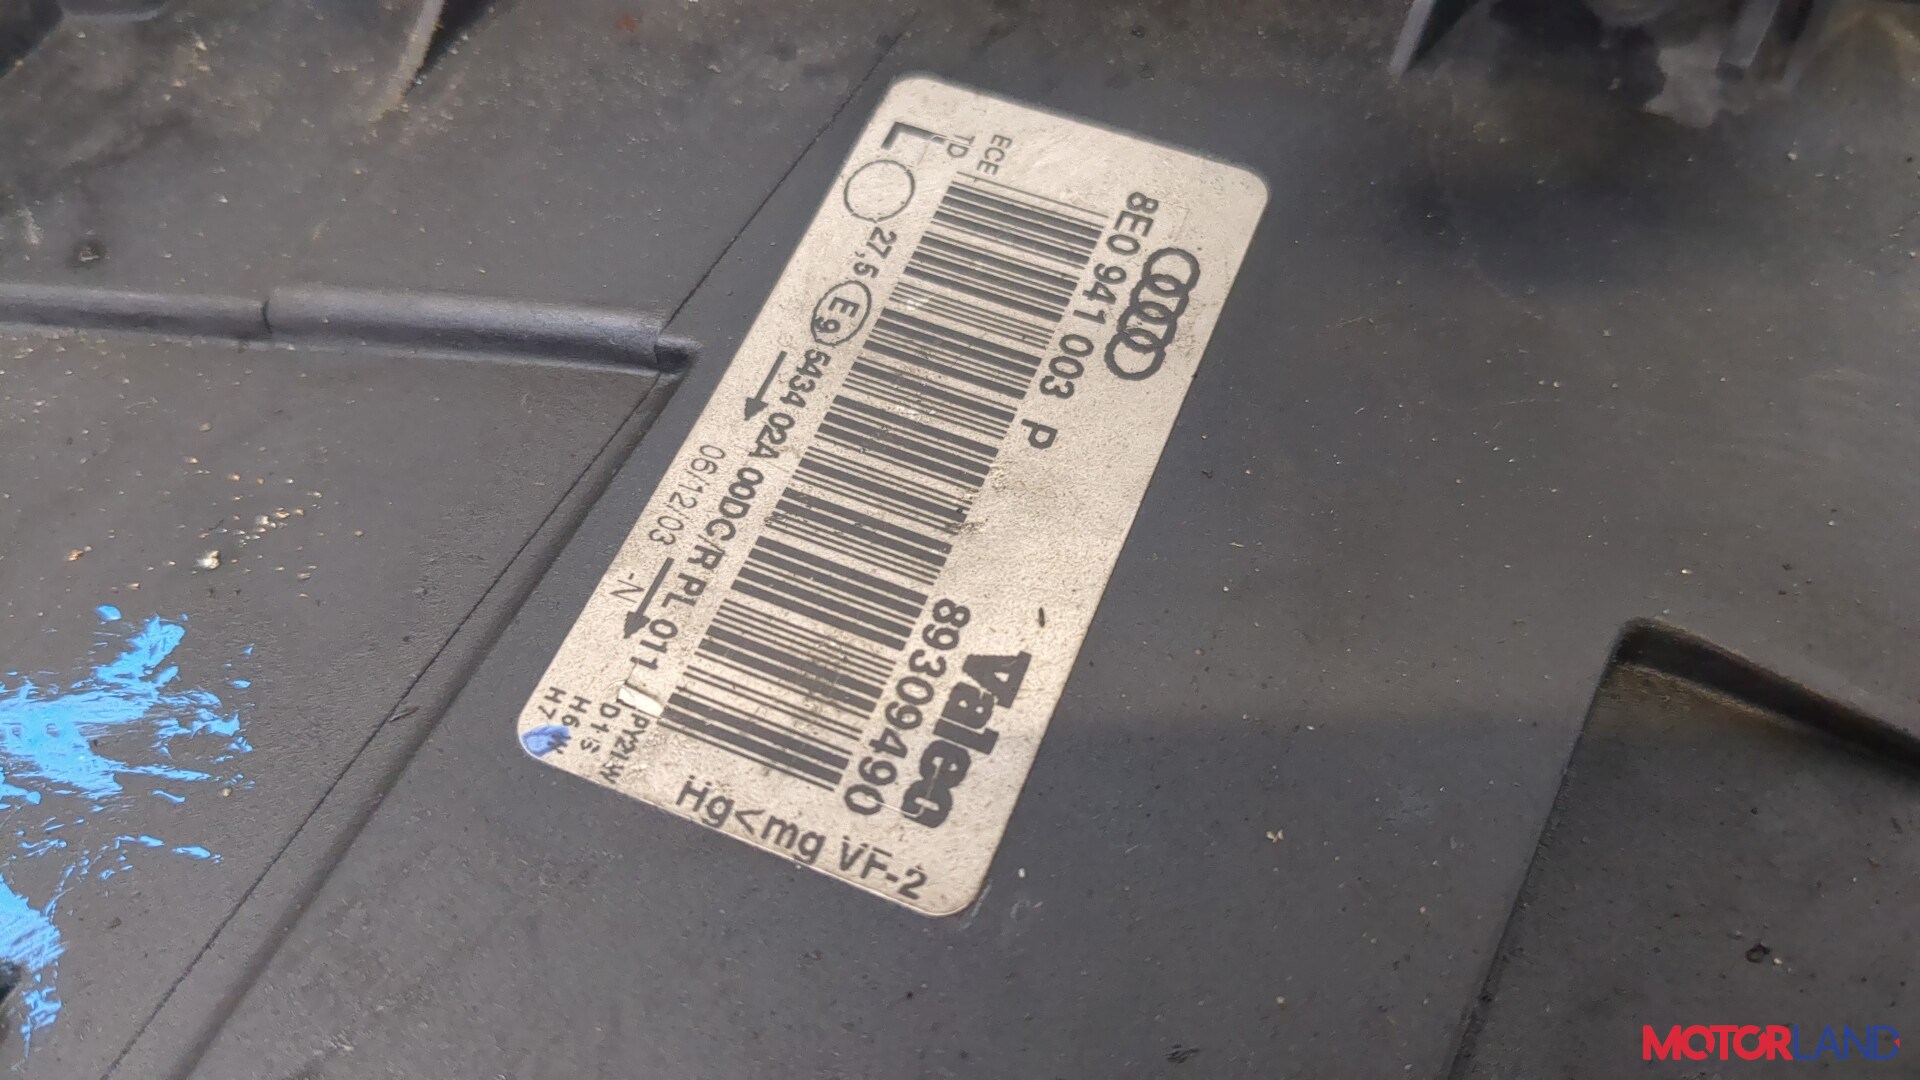 8E0 941 003 P
Valeo
89309490
ECE
TD
L
27,5 E9 5434 02A 00DC/R PL 011
06/12/03 -N
PY21W
D1S
H6W
H7
Hg<mg VF-2
MOTORLAND